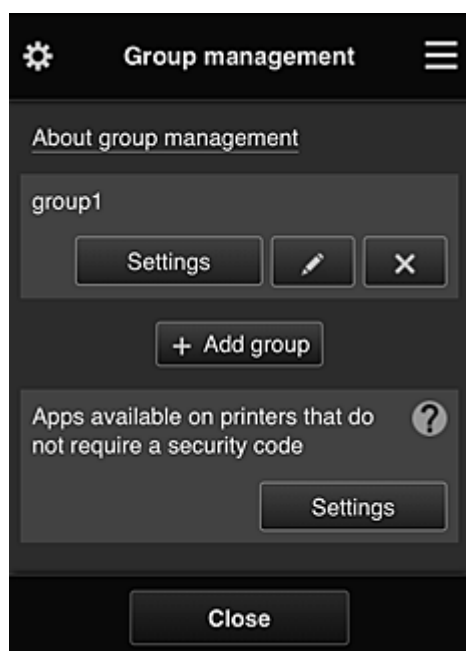 Group management
About group management
group1
Settings
+ Add group
Apps available on printers that do
not require a security code
?
Settings
Close